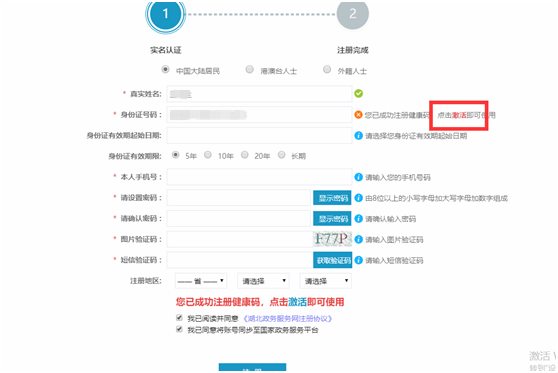 1 2
实名认证 注册完成
中国大陆居民 港澳台人士 外籍人士
* 真实姓名:
* 身份证号码: 您已成功注册健康码, 点击激活即可使用
身份证有效期起始日期: 请选择您身份证有效期起始日期
身份证有效期限: 5年 10年 20年 长期
* 本人手机号: 请输入您的手机号码
* 请设置密码: 显示密码 由8位以上的小写字母加大写字母加数字组成
* 请确认密码: 显示密码 请确认输入密码
* 图片验证码: F77P 请输入图片验证码
* 短信验证码: 获取验证码 请输入短信验证码
注册地区: —— 省 —— 请选择 请选择
您已成功注册健康码，点击激活即可使用
我已阅读并同意 《湖北政务服务网注册协议》
我已同意将账号同步至国家政务服务平台
激活
转到"设
注 册